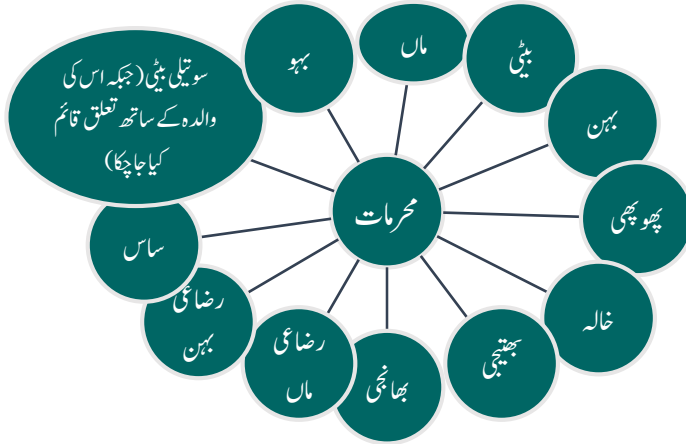 محرمات
ماں
بیٹی
بہن
پھوپھی
خالہ
بھتیجی
بھانجی
رضاعی
ماں
رضاعی
بہن
ساس
سوتیلی بیٹی (جبکہ اس کی
والدہ کے ساتھ تعلق قائم
کیا جاچکا)
بہو